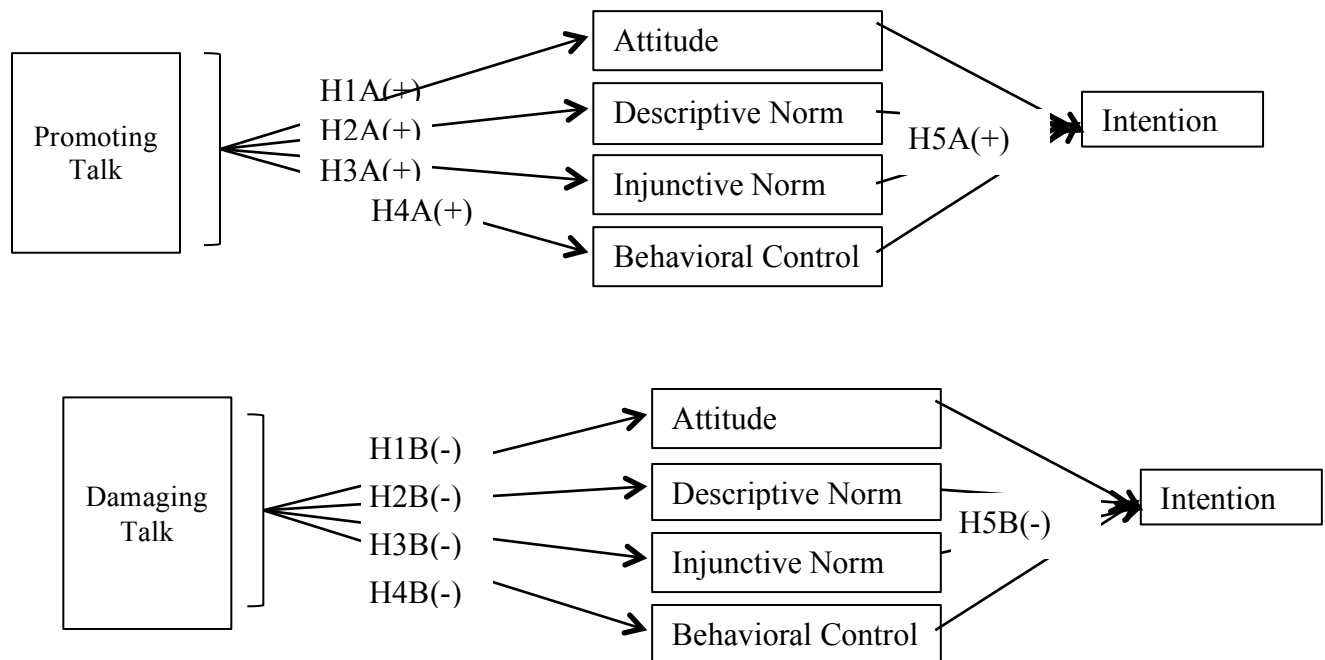 Promoting
Talk
H1A(+)
H2A(+)
H3A(+)
H4A(+)
Attitude
Descriptive Norm
Injunctive Norm
Behavioral Control
H5A(+)
Intention
Damaging
Talk
H1B(-)
H2B(-)
H3B(-)
H4B(-)
Attitude
Descriptive Norm
Injunctive Norm
Behavioral Control
H5B(-)
Intention